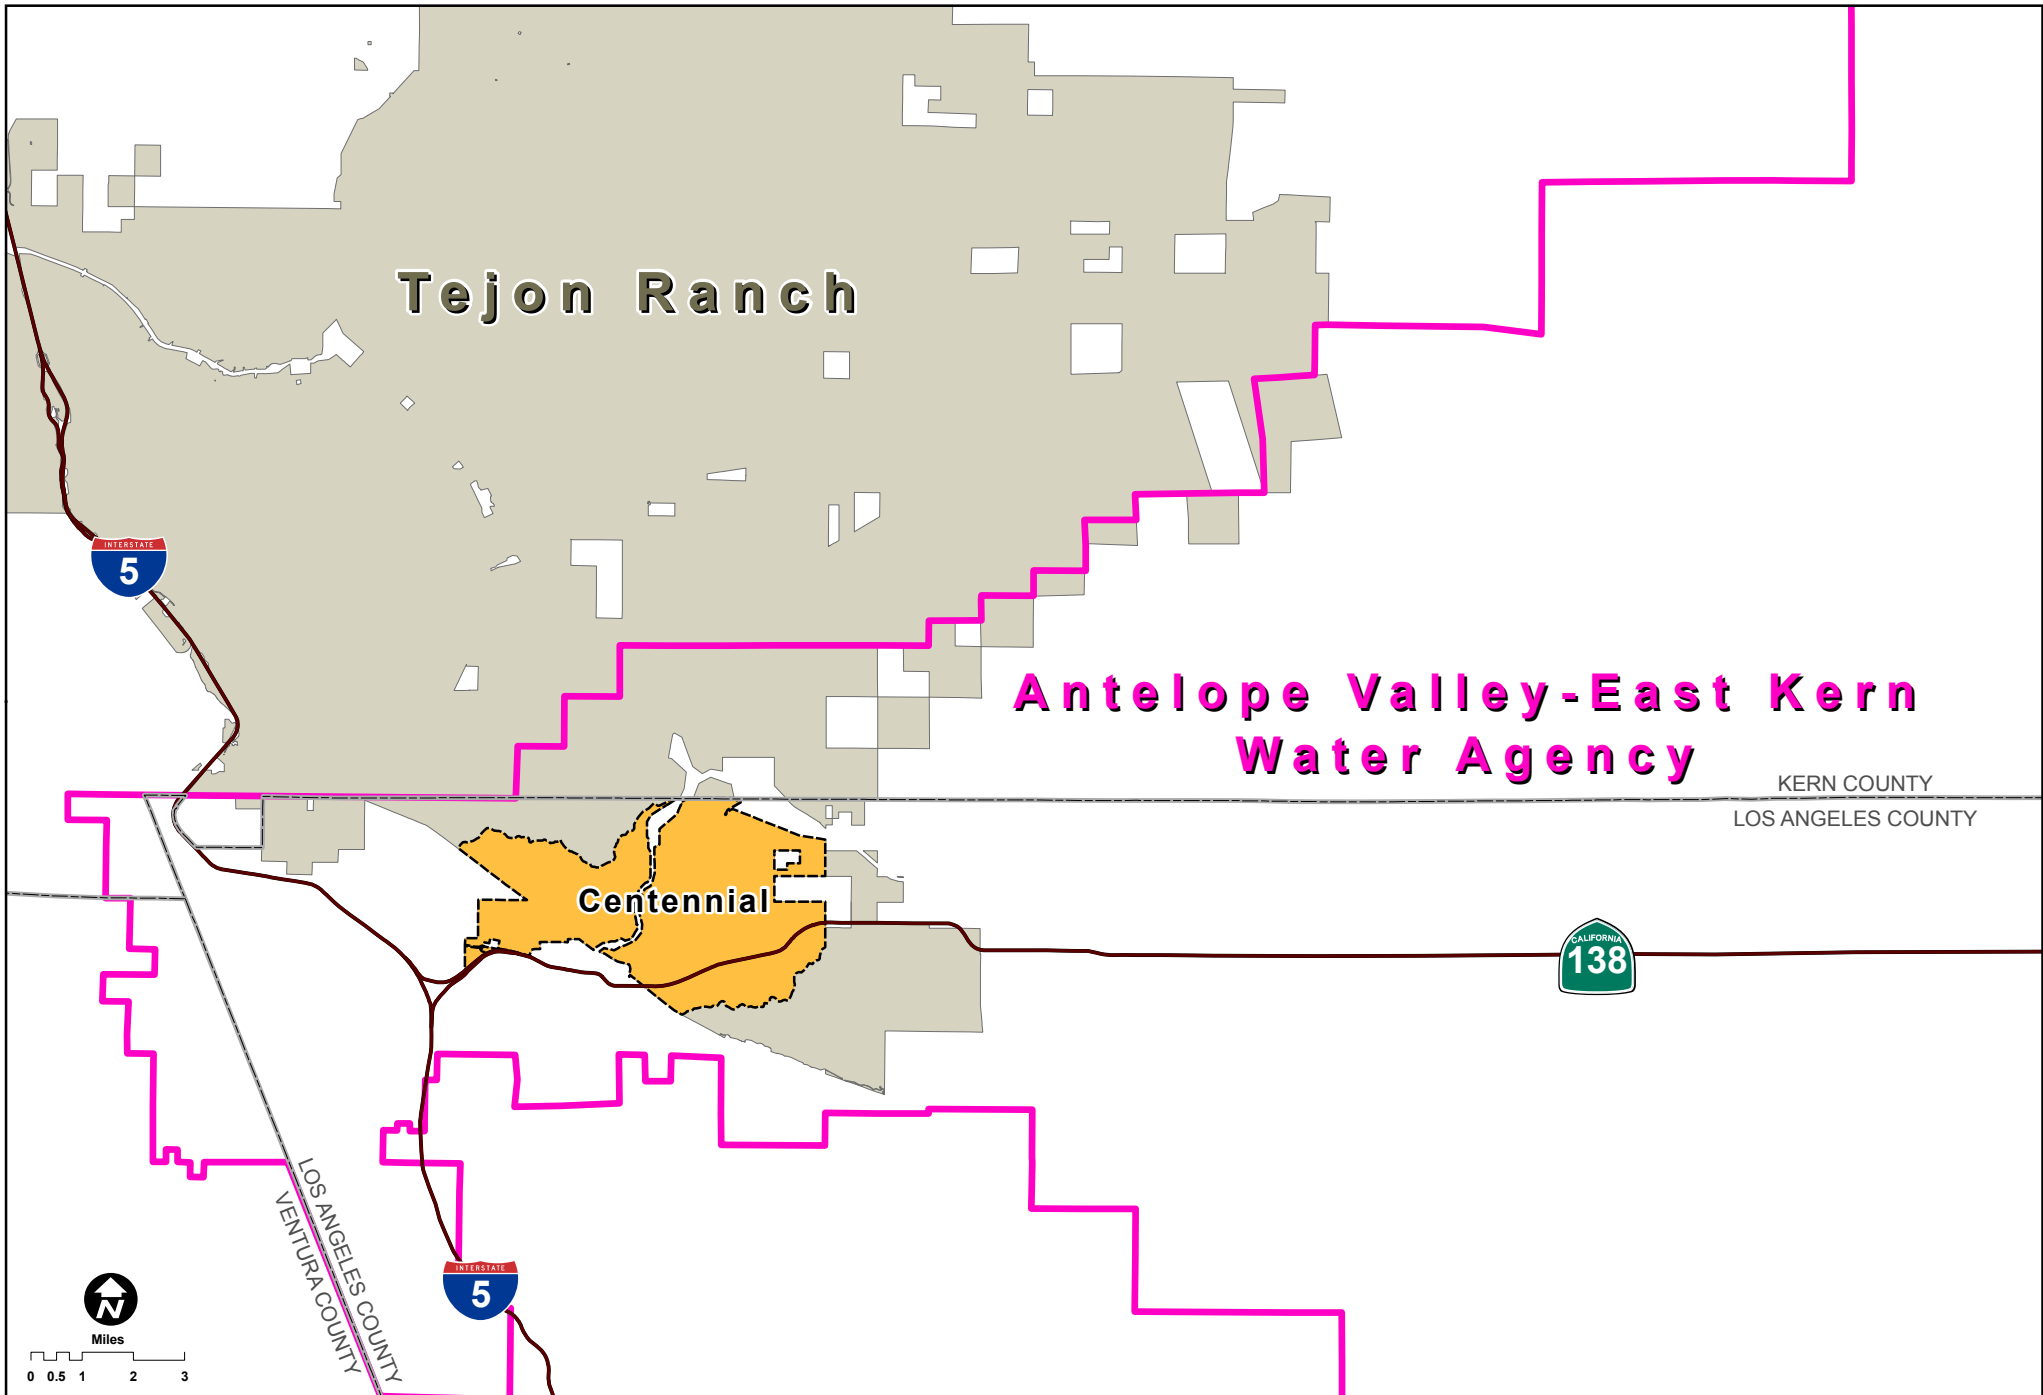 Tejon Ranch
INTERSTATE
5
Antelope Valley-East Kern
Water Agency
KERN COUNTY
LOS ANGELES COUNTY
Centennial
CALIFORNIA
138
LOS ANGELES COUNTY
VENTURA COUNTY
INTERSTATE
5
N
Miles
0 0.5 1 2 3